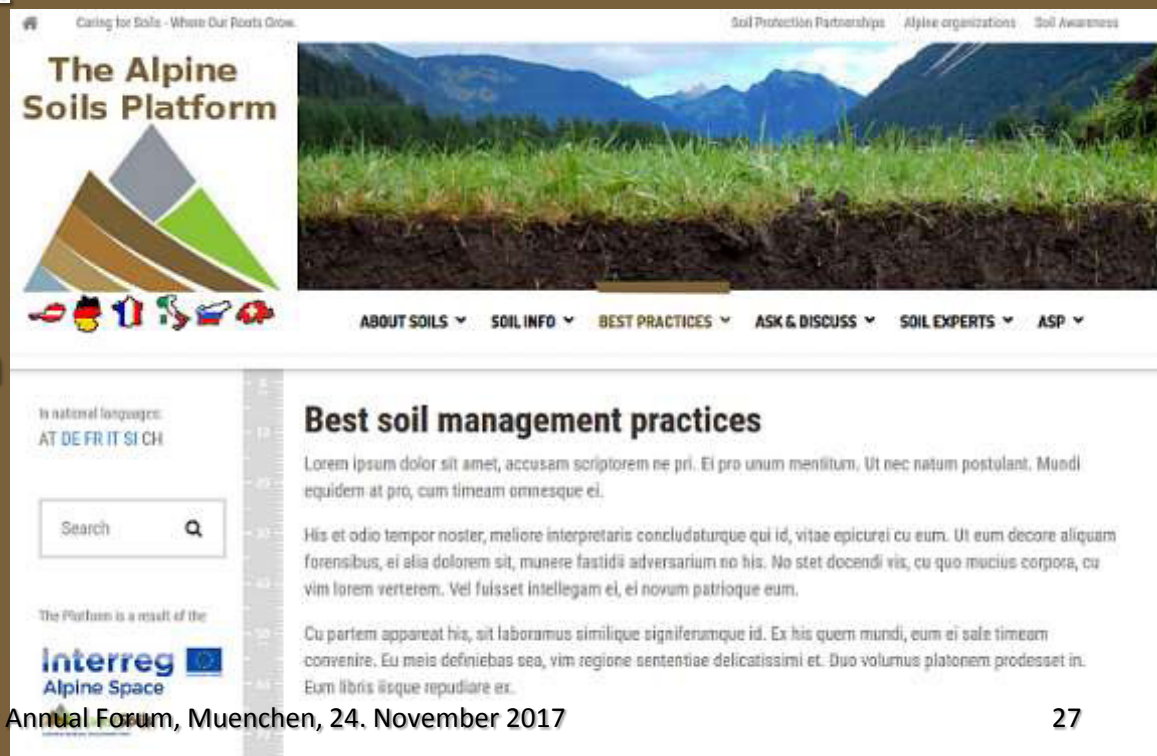 Caring for Soils - Where Our Roots Grow.
Soil Protection Partnerships Alpine organizations Soil Awareness
The Alpine
Soils Platform
ABOUT SOILS SOIL INFO BEST PRACTICES ASK & DISCUSS SOIL EXPERTS ASP
In national languages:
AT DE FR IT SI CH
Search
The Platform is a result of the
Interreg
Alpine Space
Best soil management practices
Lorem ipsum dolor sit amet, accusam scriptorem ne pri. Ei pro unum mentitum. Ut nec natum postulant. Mundi
equidem at pro, cum timeam omnesque ei.
His et odio tempor noster, meliore interpretaris concludaturque qui id, vitae epicurei cu eum. Ut eum decore aliquam
forensibus, ei alia dolorem sit, munere fastidii adversarium no his. No stet docendi vis, cu quo mucius corpora, cu
vim lorem verterem. Vel fuisset intellegam ei, ei novum patrioque eum.
Cu partem appareat his, sit laboramus similique signiferumque id. Ex his quem mundi, eum ei sale timeam
convenire. Eu meis definiebas sea, vim regione sententiae delicatissimi et. Duo volumus platonem prodesset in.
Eum libris iisque repudiare ex.
Annual Forum, Muenchen, 24. November 2017
27